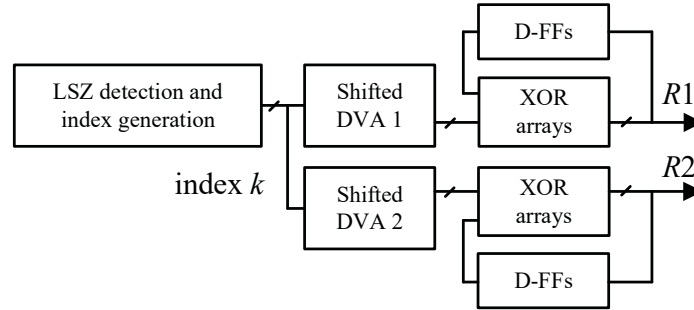 D-FFs
LSZ detection and
index generation
Shifted
DVA 1
XOR
arrays
R1
index k
Shifted
DVA 2
XOR
arrays
R2
D-FFs